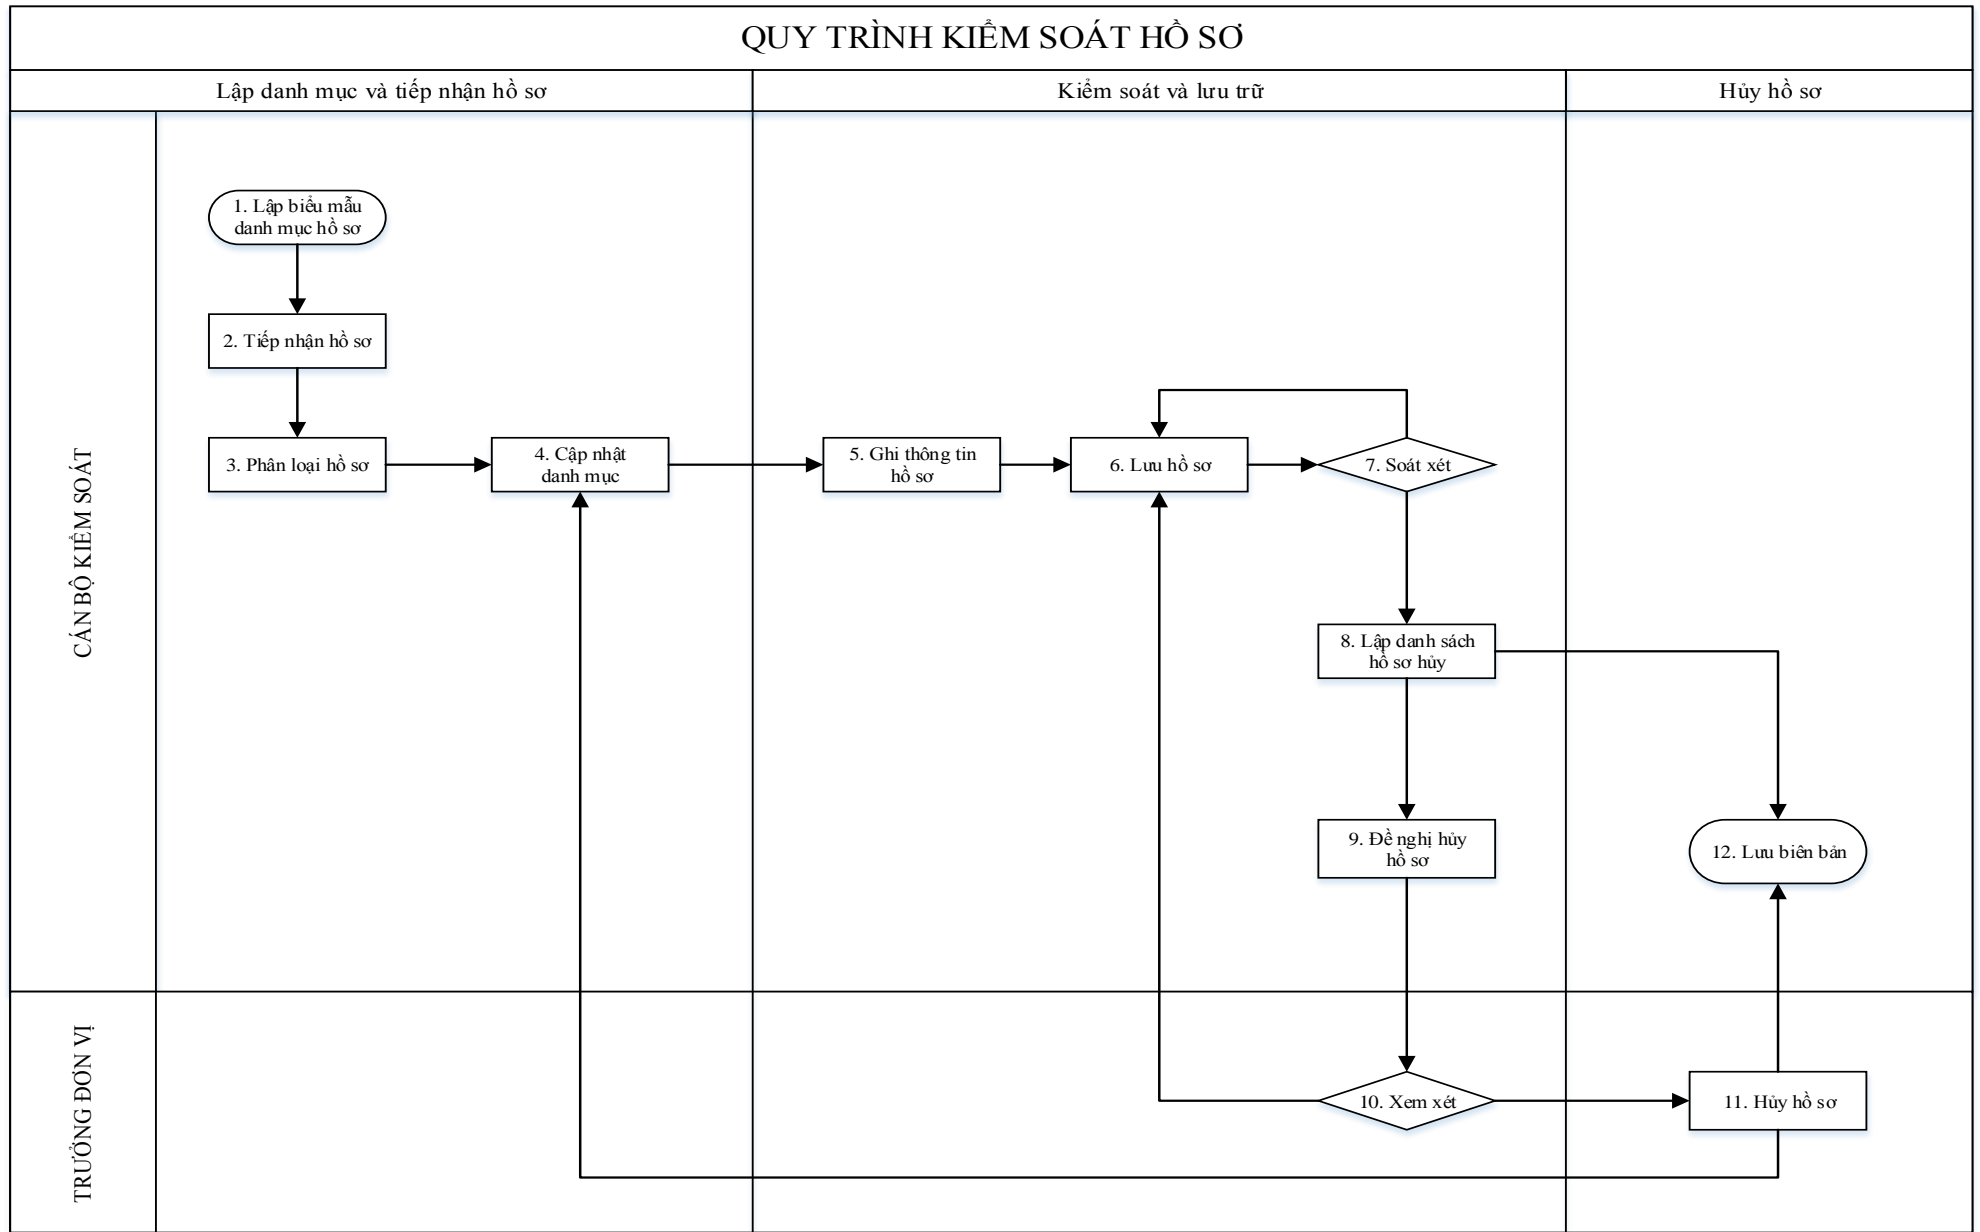 QUY TRÌNH KIỂM SOÁT HỒ SƠ
Lập danh mục và tiếp nhận hồ sơ
Kiểm soát và lưu trữ
Hủy hồ sơ
CÁN BỘ KIỂM SOÁT
1. Lập biểu mẫu
danh mục hồ sơ
2. Tiếp nhận hồ sơ
3. Phân loại hồ sơ
4. Cập nhật
danh mục
5. Ghi thông tin
hồ sơ
6. Lưu hồ sơ
7. Soát xét
8. Lập danh sách
hồ sơ hủy
9. Đề nghị hủy
hồ sơ
12. Lưu biên bản
TRƯỞNG ĐƠN VỊ
10. Xem xét
11. Hủy hồ sơ